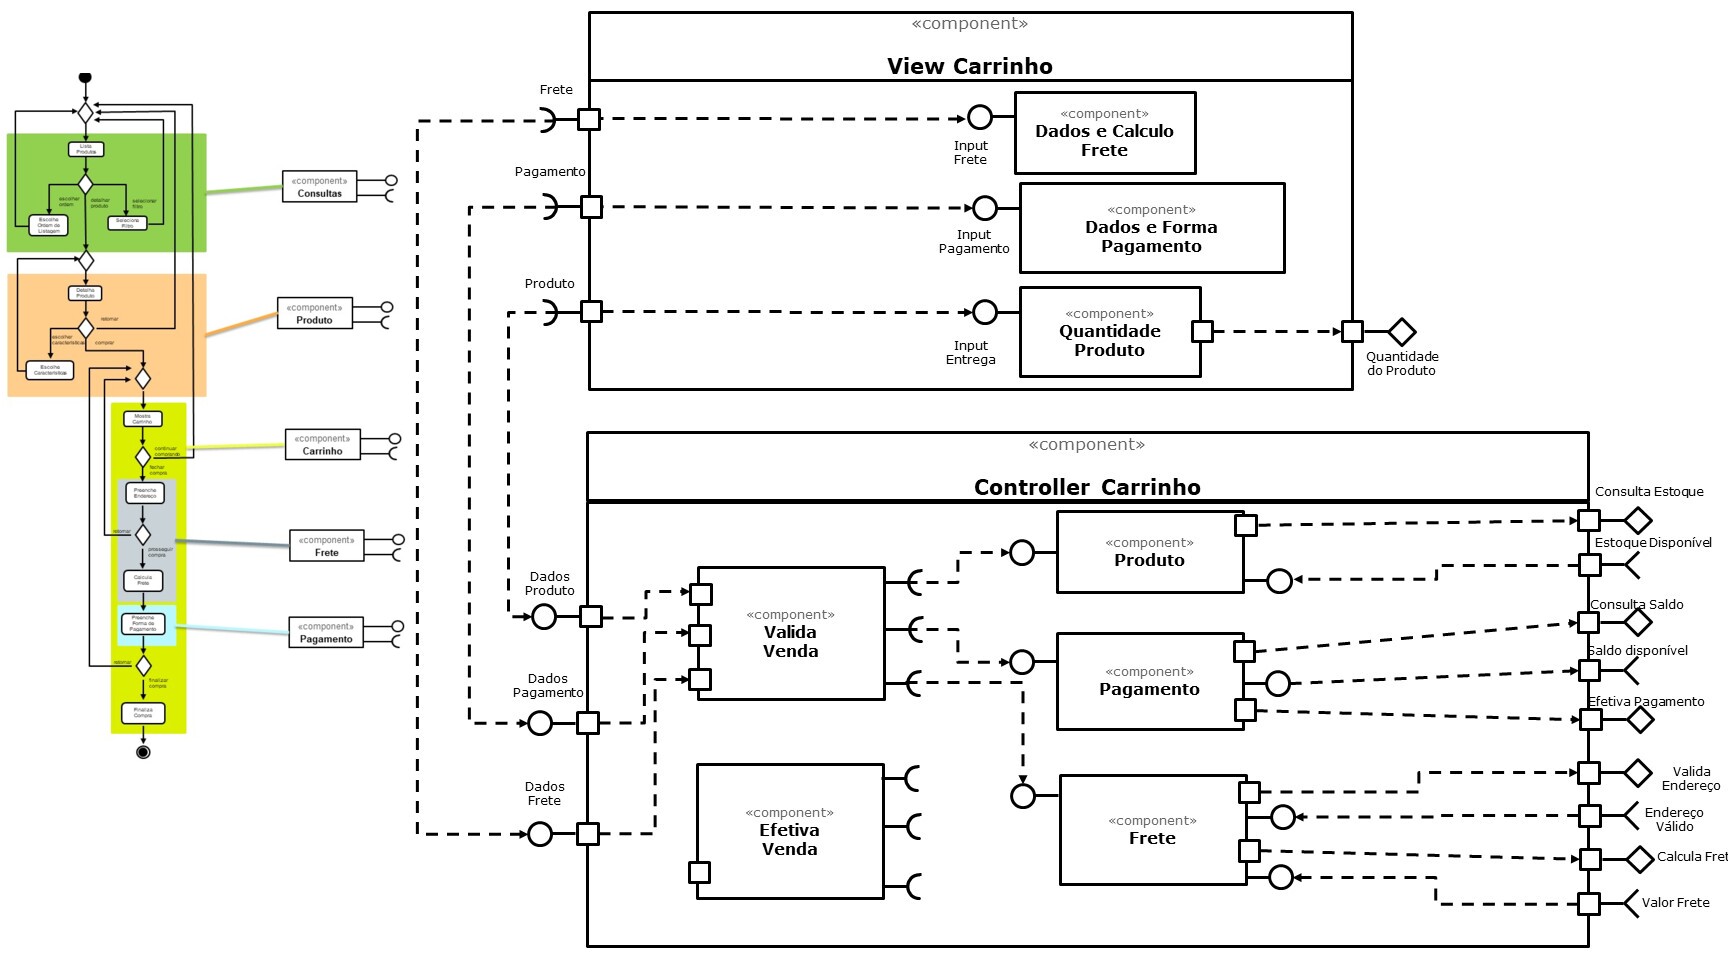 Lista
Produtos
escolher
ordem
detalhar
produto
selecionar
filtro
Escolhe
Ordem de
Listagem
Seleciona
Filtro
Detalha
Produto
retornar
escolher
característica
comprar
Escolhe
Característica
Mostra
Carrinho
continuar
comprando
fechar
compra
Preenche
Endereço
retornar
prosseguir
compra
Calcula
Frete
Preenche
Forma de
Pagamento
retornar
finalizar
compra
Finaliza
Compra
«component»
Consultas
«component»
Produto
«component»
Carrinho
«component»
Frete
«component»
Pagamento
«component»
View Carrinho
Frete
Pagamento
Produto
Input
Frete
«component»
Dados e Calculo
Frete
Input
Pagamento
«component»
Dados e Forma
Pagamento
Input
Entrega
«component»
Quantidade
Produto
Quantidade
do Produto
«component»
Controller Carrinho
Dados
Produto
Dados
Pagamento
Dados
Frete
«component»
Valida
Venda
«component»
Efetiva
Venda
«component»
Produto
«component»
Pagamento
«component»
Frete
Consulta Estoque
Estoque Disponível
Consulta Saldo
Saldo disponível
Efetiva Pagamento
Valida
Endereço
Endereço
Válido
Calcula Fret
Valor Frete